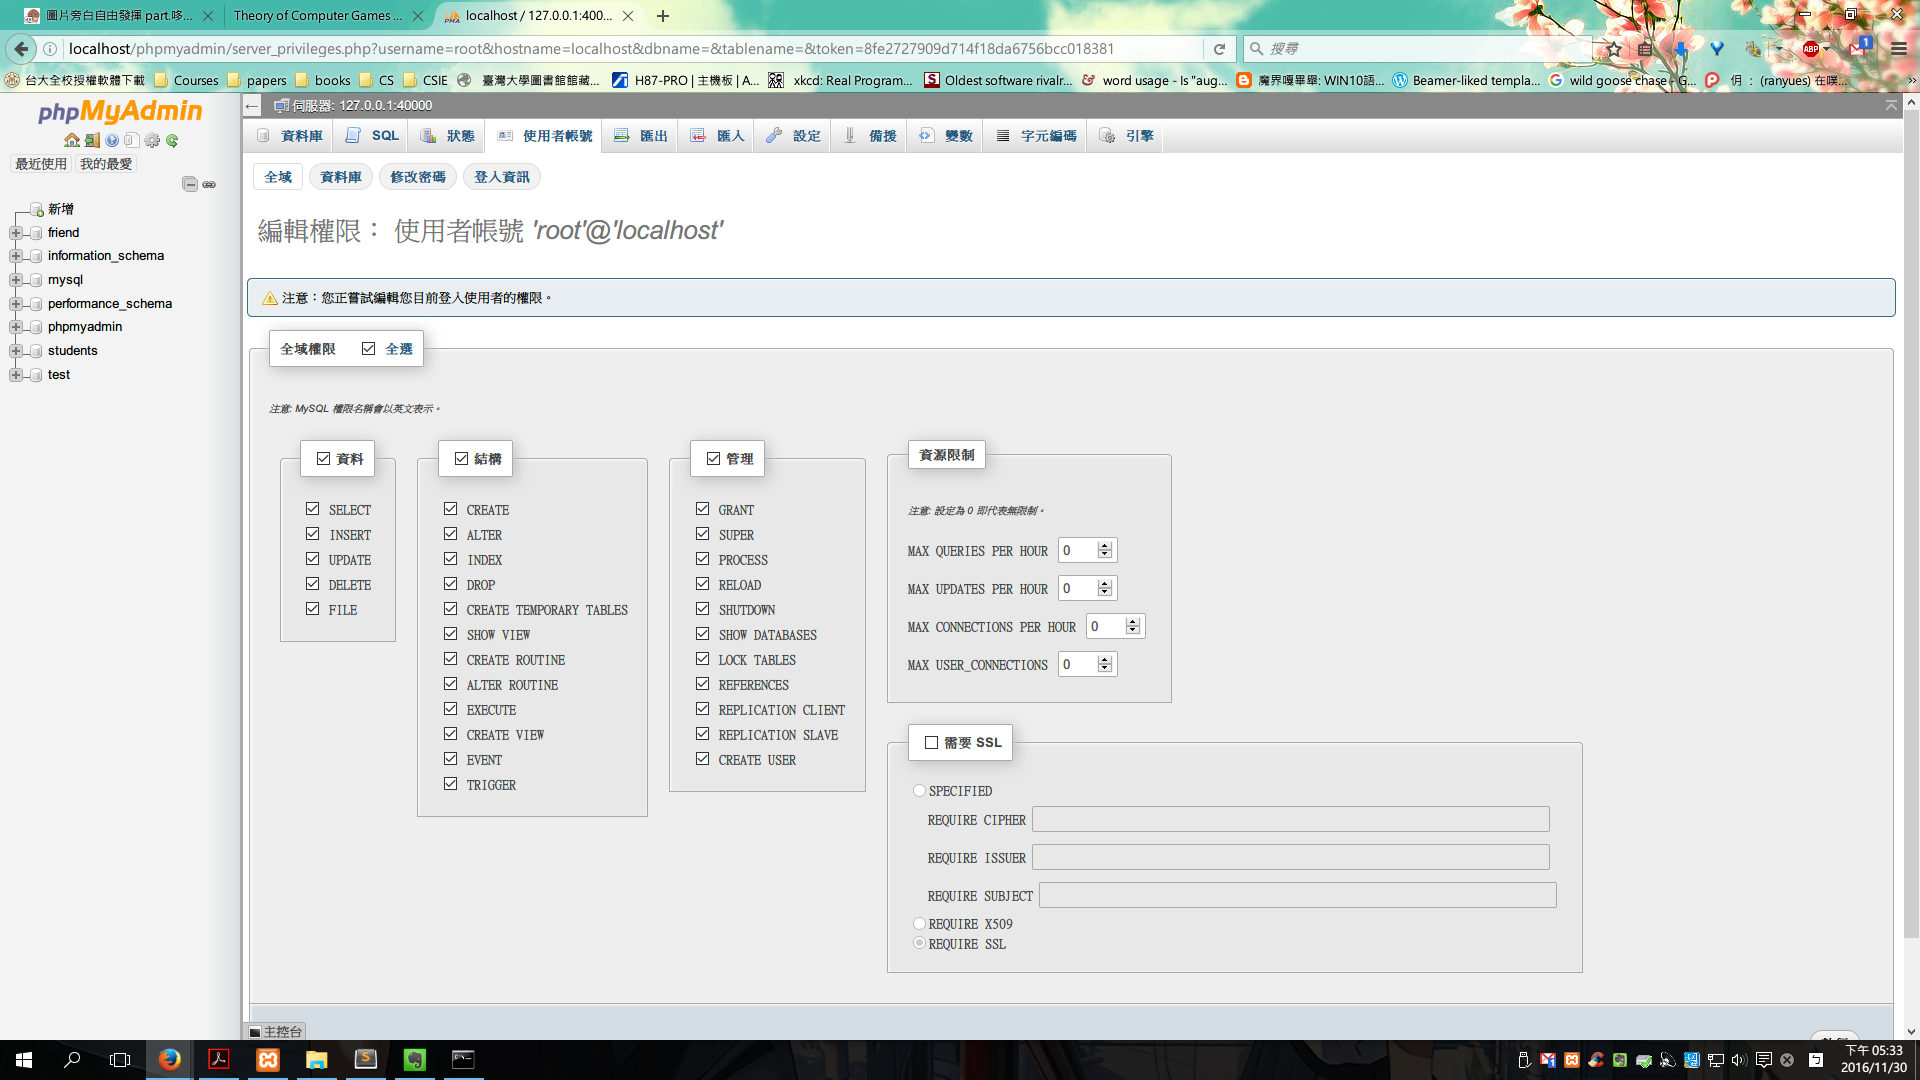 圖片旁白自由發揮 part.哆...
Theory of Computer Games ...
localhost / 127.0.0.1:400...
localhost/phpmyadmin/server_privileges.php?username=root&hostname=localhost&dbname=&tablename=&token=8fe2727909d714f18da6756bcc018381
搜尋
台大全校授權軟體下載
Courses
papers
books
CS
CSIE
臺灣大學圖書館館藏...
H87-PRO | 主機板 | A...
xkcd: Real Program...
Oldest software rivalr...
word usage - Is "aug...
魔界嘎畢舉: WIN10語...
Beamer-liked templa...
wild goose chase - G...
(ranyues) 在噗...
phpMyAdmin
最近使用 我的最愛
新增
friend
information_schema
mysql
performance_schema
phpmyadmin
students
test
伺服器: 127.0.0.1:40000
資料庫 SQL 狀態 使用者帳號 匯出 匯入 設定 備援 變數 字元編碼 引擎
全域 資料庫 修改密碼 登入資訊
編輯權限： 使用者帳號 'root'@'localhost'
注意：您正嘗試編輯您目前登入使用者的權限。
全域權限 全選
注意: MySQL 權限名稱會以英文表示。
資料
SELECT
INSERT
UPDATE
DELETE
FILE
結構
CREATE
ALTER
INDEX
DROP
CREATE TEMPORARY TABLES
SHOW VIEW
CREATE ROUTINE
ALTER ROUTINE
EXECUTE
CREATE VIEW
EVENT
TRIGGER
管理
GRANT
SUPER
PROCESS
RELOAD
SHUTDOWN
SHOW DATABASES
LOCK TABLES
REFERENCES
REPLICATION CLIENT
REPLICATION SLAVE
CREATE USER
資源限制
注意: 設定為 0 即代表無限制。
MAX QUERIES PER HOUR 0
MAX UPDATES PER HOUR 0
MAX CONNECTIONS PER HOUR 0
MAX USER_CONNECTIONS 0
需要 SSL
SPECIFIED
REQUIRE CIPHER
REQUIRE ISSUER
REQUIRE SUBJECT
REQUIRE X509
REQUIRE SSL
主控台
下午 05:33
2016/11/30